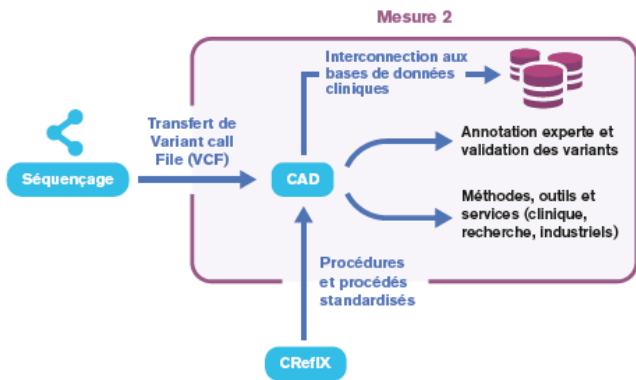 Mesure 2
Interconnection aux
bases de données
cliniques
Transfert de
Variant call
File (VCF)
Annotation experte et
validation des variants
Séquençage
CAD
Méthodes, outils et
services (clinique,
recherche, industriels)
Procédures
et procédés
standardisés
CRefIX